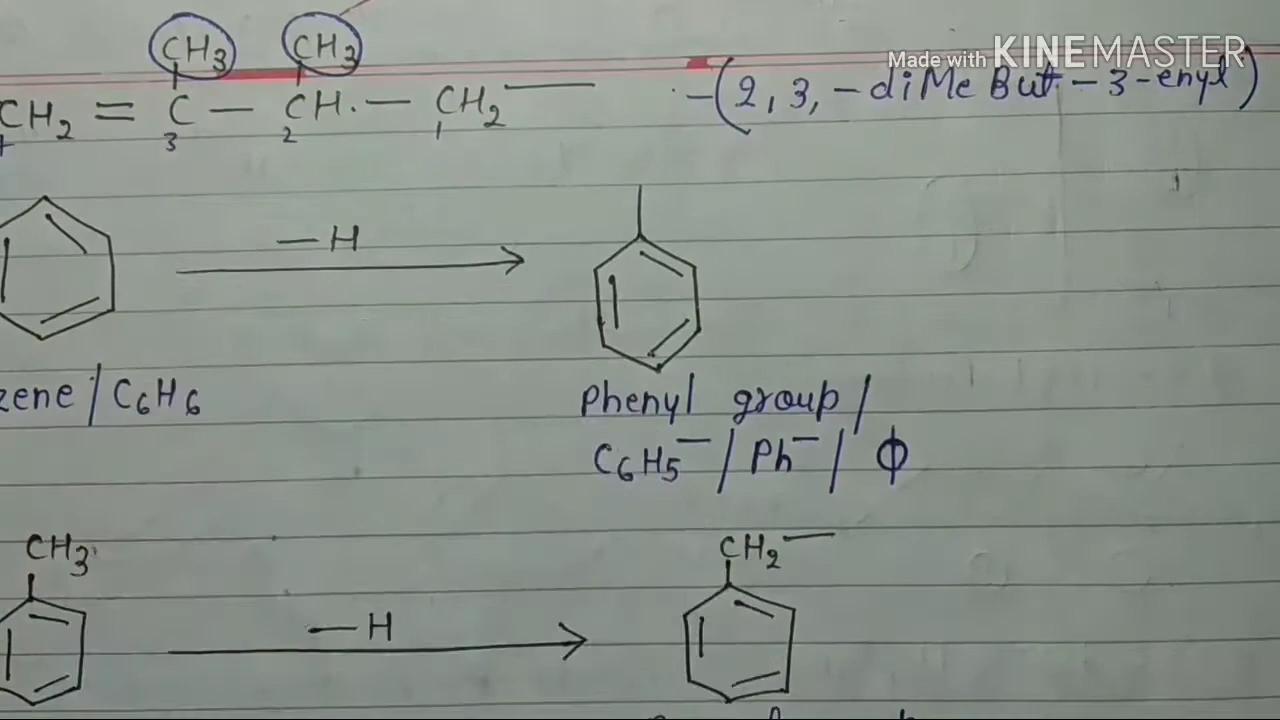 CH3 CH3
Made with KINEMASTER
CH2 = C — CH. — CH2 — -(2,3,-diMe But-3-enyl)
3 2 1
—H
zene/C6H6
Phenyl group/
C6H5—/Ph—/ϕ
CH3 CH2—
—H